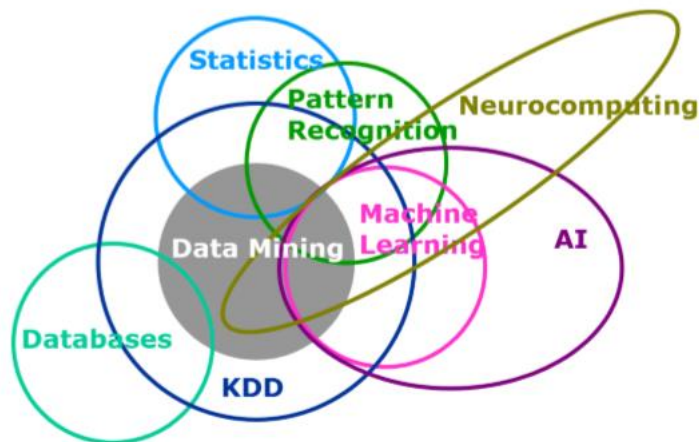 Statistics
Pattern
Recognition
Neurocomputing
Machine
Learning
Data Mining
AI
Databases
KDD